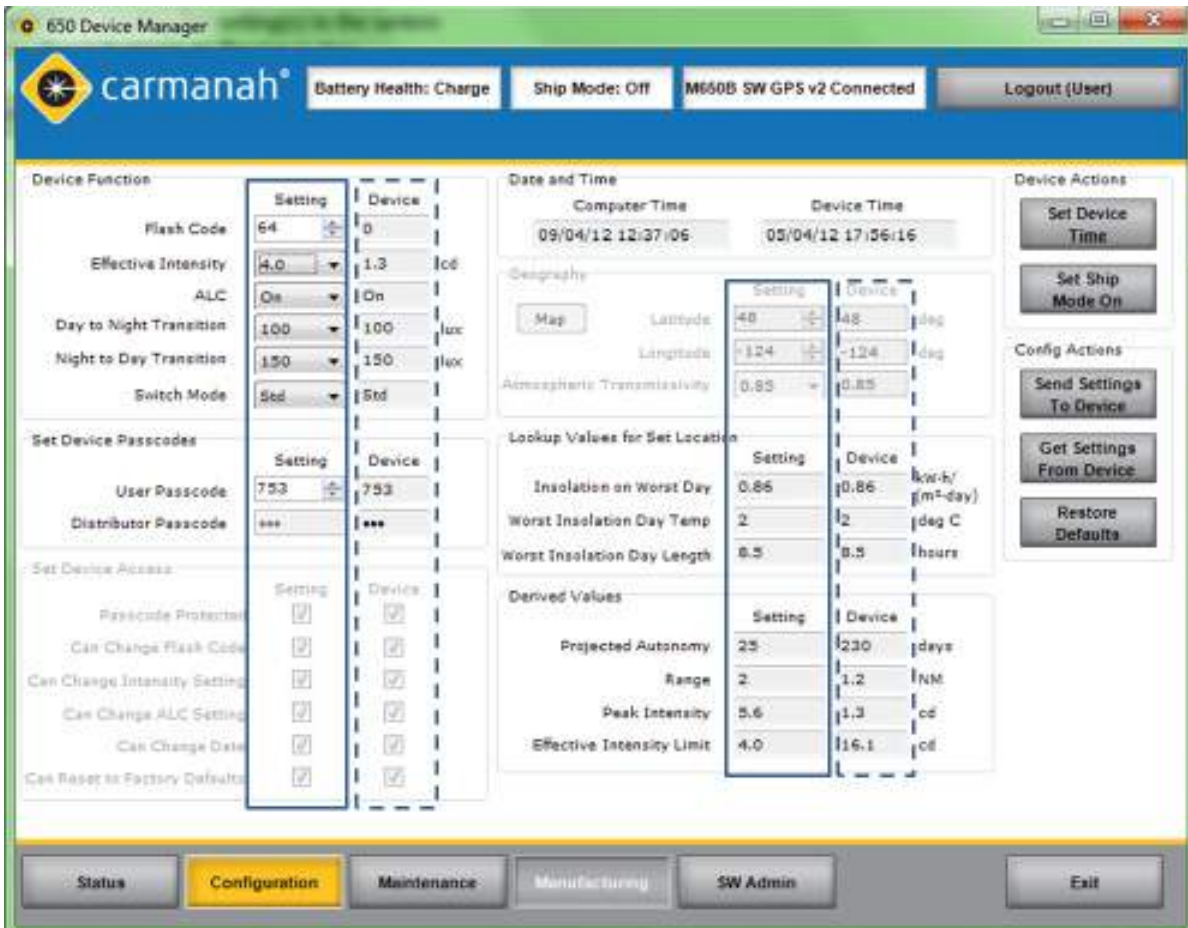 650 Device Manager
carmanah®
Battery Health: Charge
Ship Mode: Off
M650B SW GPS v2 Connected
Logout (User)
Device Function
Setting Device
Flash Code 64 0
Effective Intensity 4.0 1.3 cd
ALC On On
Day to Night Transition 100 100 lux
Night to Day Transition 150 150 lux
Switch Mode Std Std
Set Device Passcodes
Setting Device
User Passcode 753 753
Distributor Passcode *** •••
Set Device Access
Setting Device
Passcode Protected
Can Change Flash Code
Can Change Intensity Setting
Can Change ALC Setting
Can Change Date
Can Reset to Factory Defaults
Date and Time
Computer Time Device Time
09/04/12 12:37:06 05/04/12 17:56:16
Geography
Setting Device
Map Latitude 48 48 deg
Longitude -124 -124 deg
Atmospheric Transmissivity 0.85 0.85
Lookup Values for Set Location
Setting Device
Insolation on Worst Day 0.86 0.86 kW-h/(m²-day)
Worst Insolation Day Temp 2 2 deg C
Worst Insolation Day Length 8.5 8.5 hours
Derived Values
Setting Device
Projected Autonomy 25 230 days
Range 2 1.2 NM
Peak Intensity 5.6 1.3 cd
Effective Intensity Limit 4.0 16.1 cd
Device Actions
Set Device
Time
Set Ship
Mode On
Config Actions
Send Settings
To Device
Get Settings
From Device
Restore
Defaults
Status
Configuration
Maintenance
Manufacturing
SW Admin
Exit